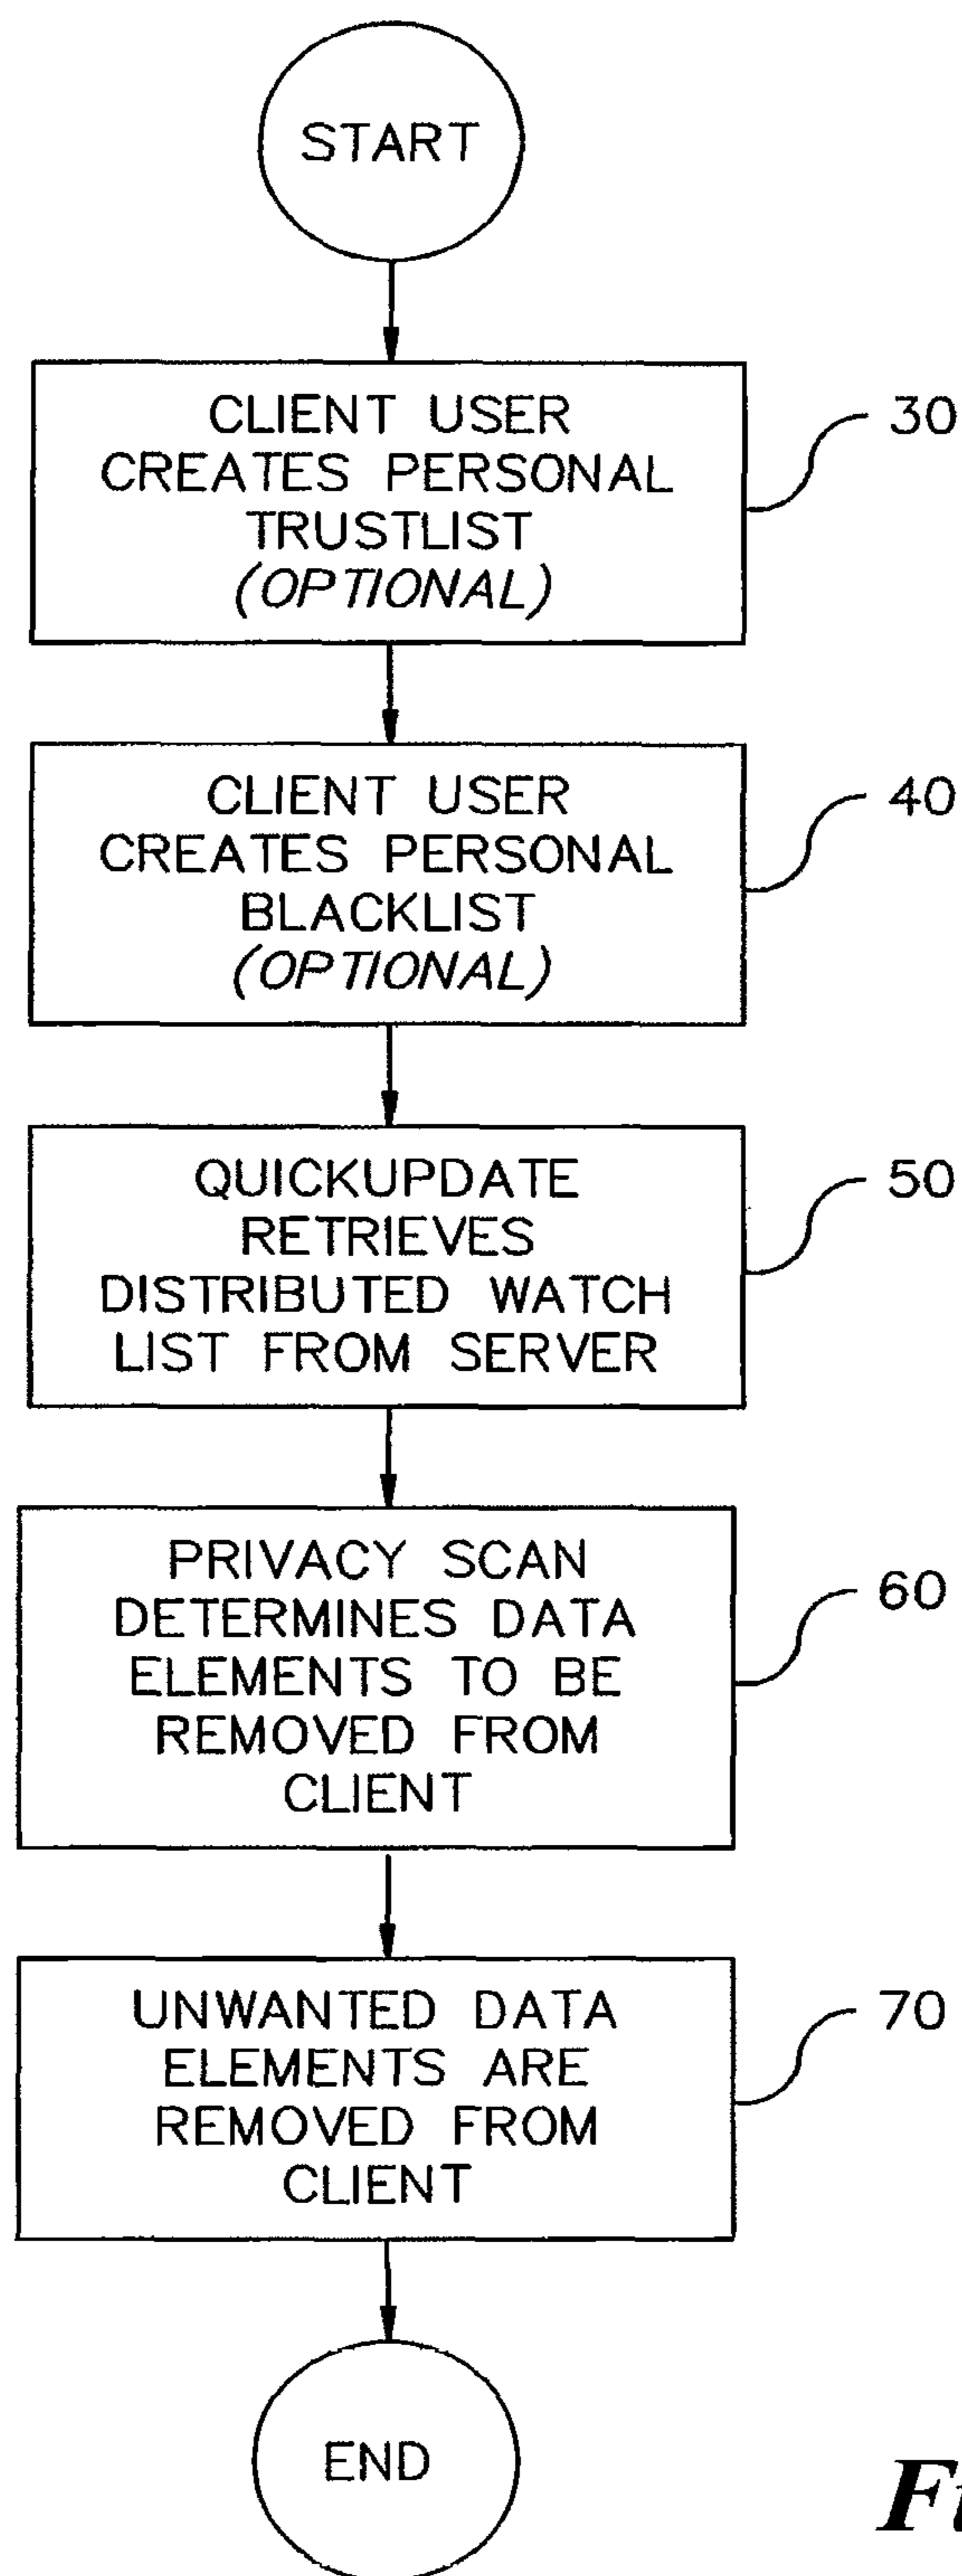 START
CLIENT USER
CREATES PERSONAL
TRUSTLIST
(OPTIONAL)
30
CLIENT USER
CREATES PERSONAL
BLACKLIST
(OPTIONAL)
40
QUICKUPDATE
RETRIEVES
DISTRIBUTED WATCH
LIST FROM SERVER
50
PRIVACY SCAN
DETERMINES DATA
ELEMENTS TO BE
REMOVED FROM
CLIENT
60
UNWANTED DATA
ELEMENTS ARE
REMOVED FROM
CLIENT
70
END